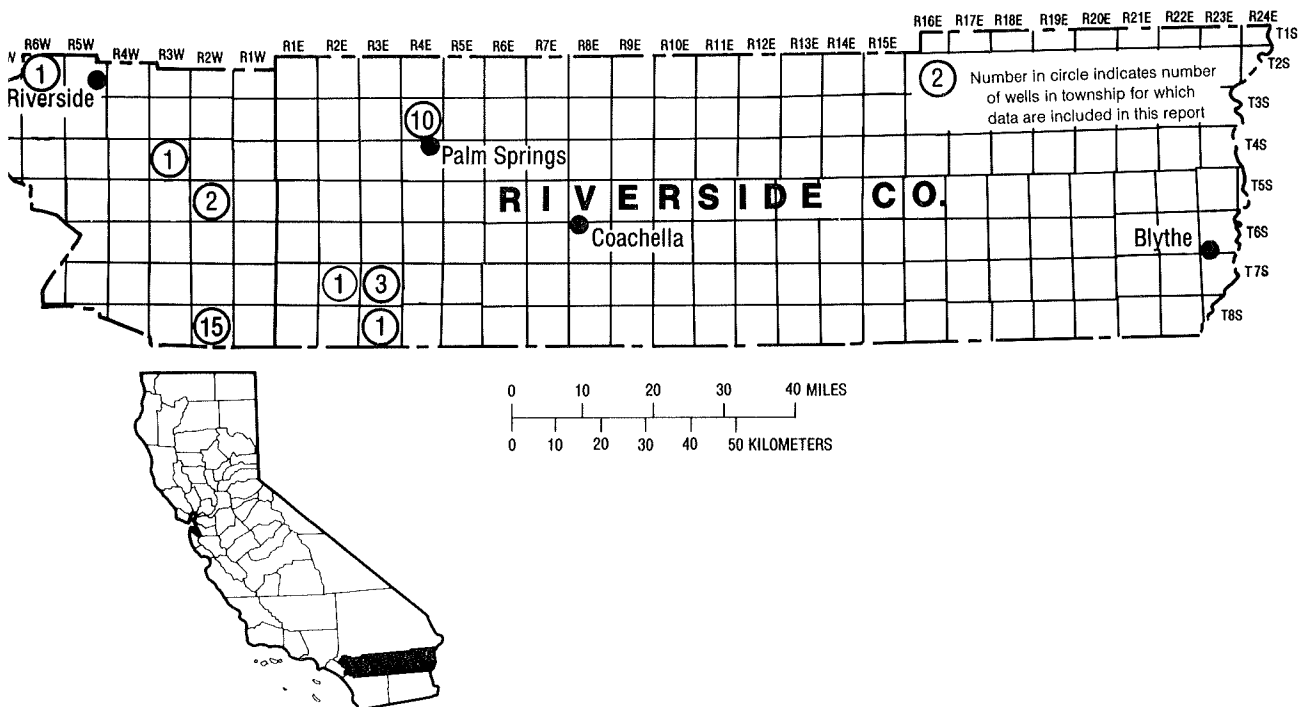 R6W R5W R4W R3W R2W R1W R1E R2E R3E R4E R5E R6E R7E R8E R9E R10E R11E R12E R13E R14E R15E R16E R17E R18E R19E R20E R21E R22E R23E R24E
W
T1S
T2S
T3S
T4S
T5S
T6S
T7S
T8S
1
Riverside
10
Palm Springs
1
2
RIVERSIDE CO.
Coachella
Blythe
1 3
15 1
2 Number in circle indicates number
of wells in township for which
data are included in this report
0 10 20 30 40 MILES
0 10 20 30 40 50 KILOMETERS